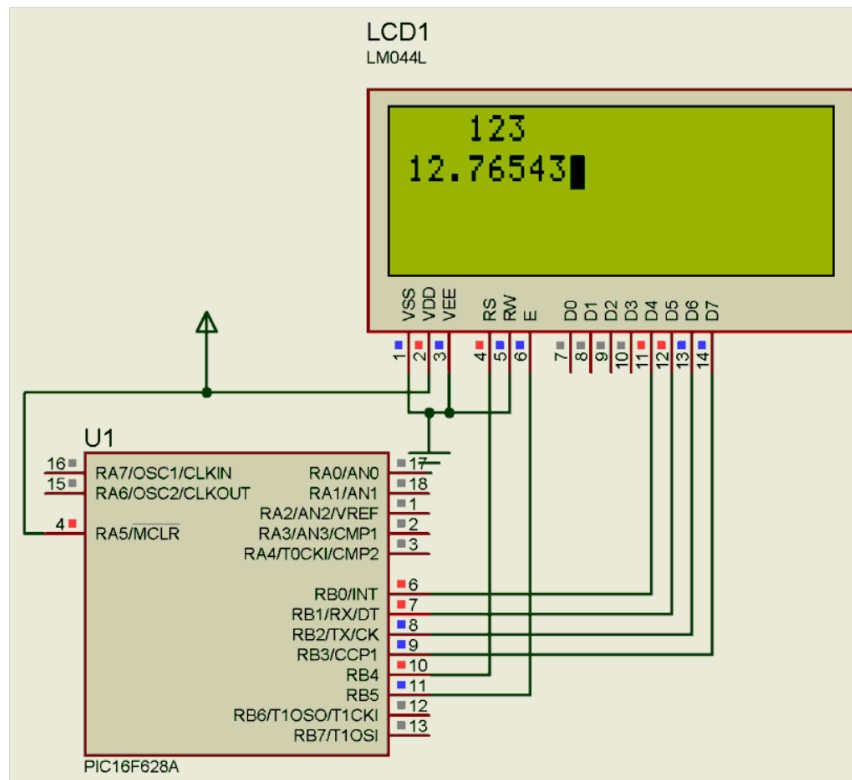 LCD1
LM044L
123
12.76543
VSS VDD VEE RS RW E D0 D1 D2 D3 D4 D5 D6 D7
1 2 3 4 5 6 7 8 9 10 11 12 13 14
U1
16 RA7/OSC1/CLKIN RA0/AN0 17
15 RA6/OSC2/CLKOUT RA1/AN1 18
RA2/AN2/VREF 1
4 RA5/MCLR RA3/AN3/CMP1 2
RA4/T0CKI/CMP2 3
RB0/INT 6
RB1/RX/DT 7
RB2/TX/CK 8
RB3/CCP1 9
RB4 10
RB5 11
RB6/T1OSO/T1CKI 12
RB7/T1OSI 13
PIC16F628A